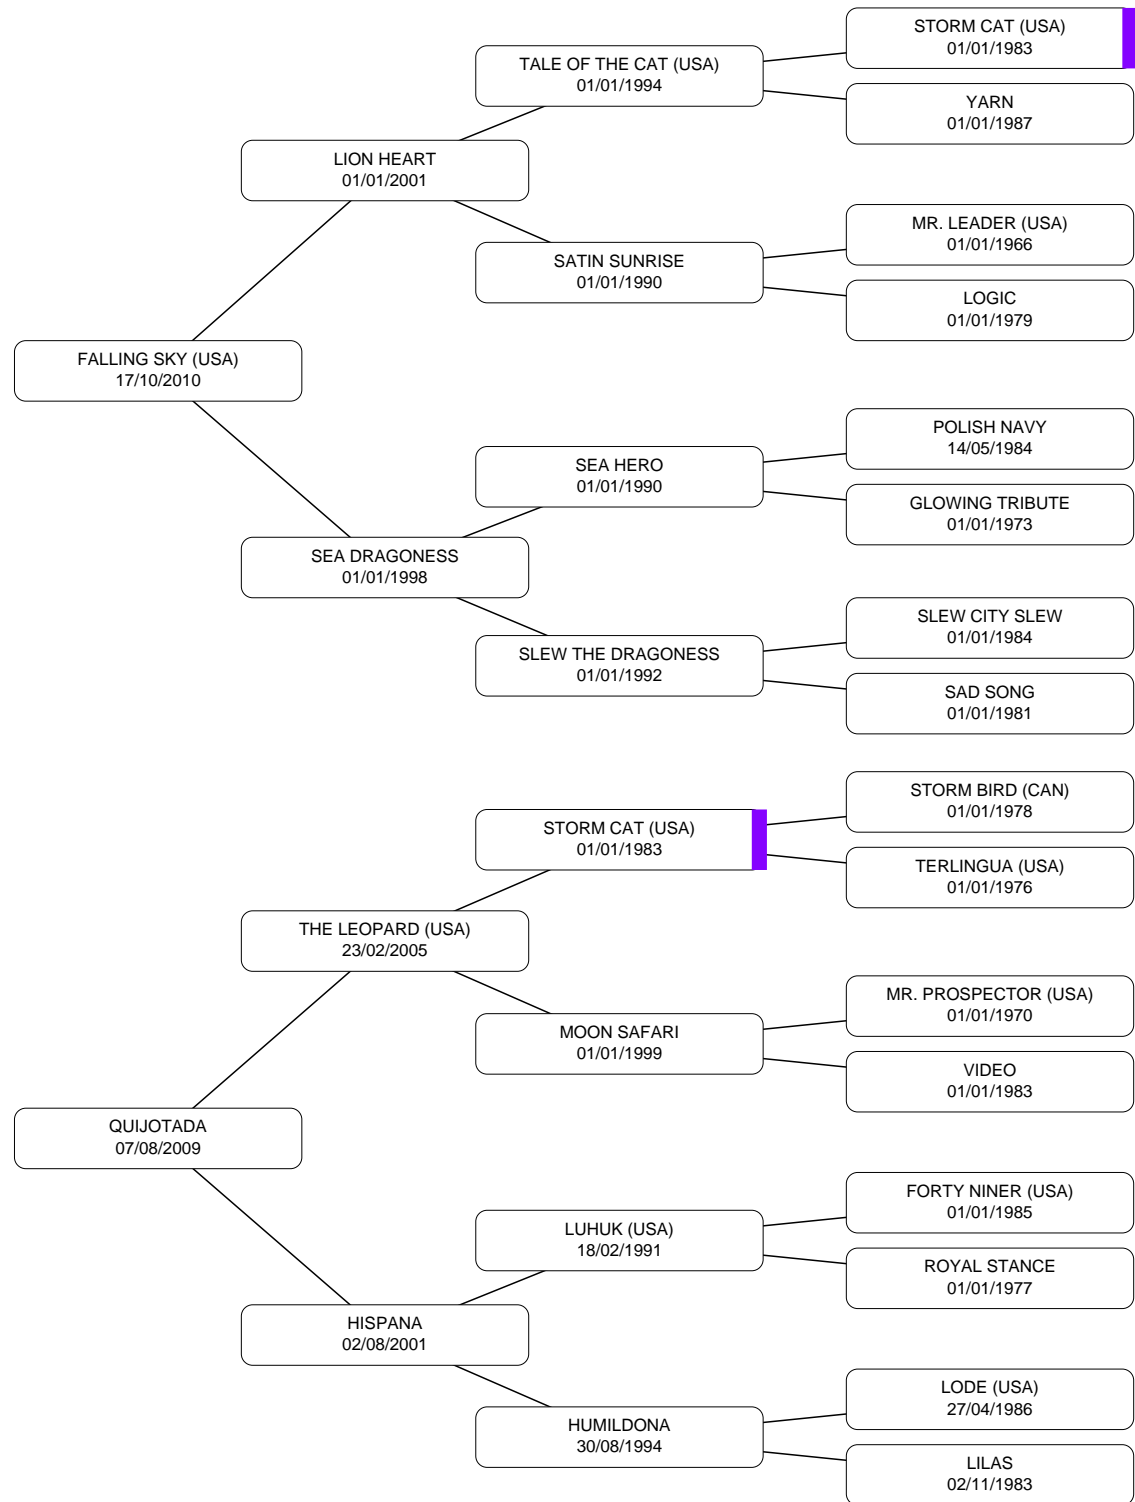 STORM CAT (USA)
01/01/1983
TALE OF THE CAT (USA)
01/01/1994
YARN
01/01/1987
LION HEART
01/01/2001
MR. LEADER (USA)
01/01/1966
SATIN SUNRISE
01/01/1990
LOGIC
01/01/1979
FALLING SKY (USA)
17/10/2010
POLISH NAVY
14/05/1984
SEA HERO
01/01/1990
GLOWING TRIBUTE
01/01/1973
SEA DRAGONESS
01/01/1998
SLEW CITY SLEW
01/01/1984
SLEW THE DRAGONESS
01/01/1992
SAD SONG
01/01/1981
STORM BIRD (CAN)
01/01/1978
STORM CAT (USA)
01/01/1983
TERLINGUA (USA)
01/01/1976
THE LEOPARD (USA)
23/02/2005
MR. PROSPECTOR (USA)
01/01/1970
MOON SAFARI
01/01/1999
VIDEO
01/01/1983
QUIJOTADA
07/08/2009
FORTY NINER (USA)
01/01/1985
LUHUK (USA)
18/02/1991
ROYAL STANCE
01/01/1977
HISPANA
02/08/2001
LODE (USA)
27/04/1986
HUMILDONA
30/08/1994
LILAS
02/11/1983